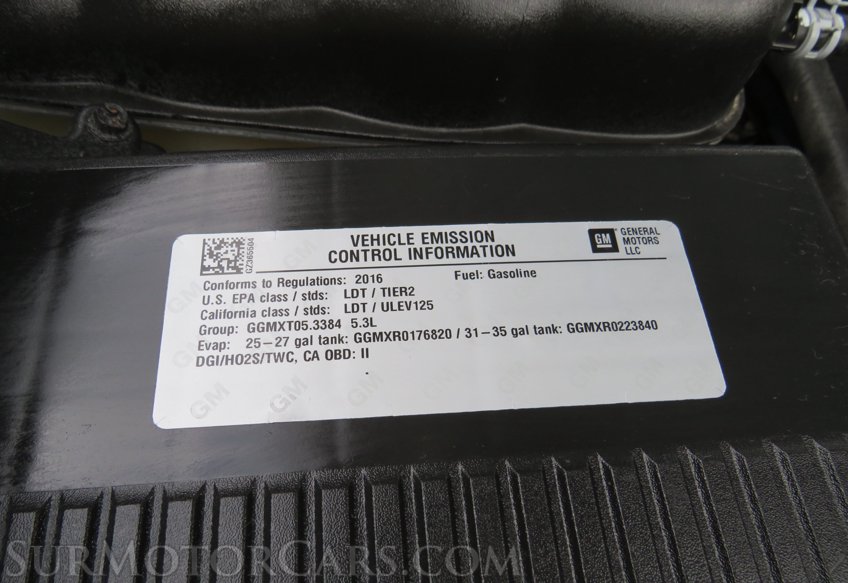 VEHICLE EMISSION
CONTROL INFORMATION
GM
GENERAL
MOTORS
LLC
GZ365504
Conforms to Regulations: 2016 Fuel: Gasoline
U.S. EPA class / stds: LDT / TIER2
California class / stds: LDT / ULEV125
Group: GGMXT05.3384 5.3L
Evap: 25-27 gal tank: GGMXR0176820 / 31-35 gal tank: GGMXR0223840
DGI/HO2S/TWC, CA OBD: II
SURMOTORCARS.COM